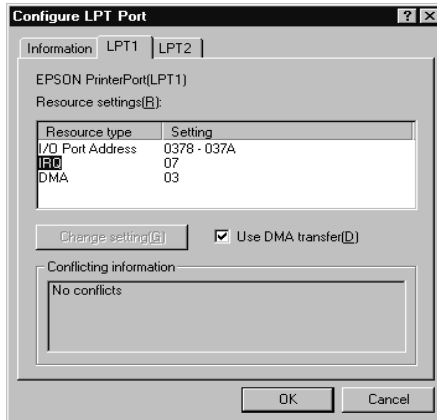 Configure LPT Port
Information LPT1 LPT2
EPSON PrinterPort(LPT1)
Resource settings(R):
Resource type Setting
I/O Port Address 0378 - 037A
IRQ 07
DMA 03
Change setting(G) Use DMA transfer(D)
Conflicting information
No conflicts
OK Cancel